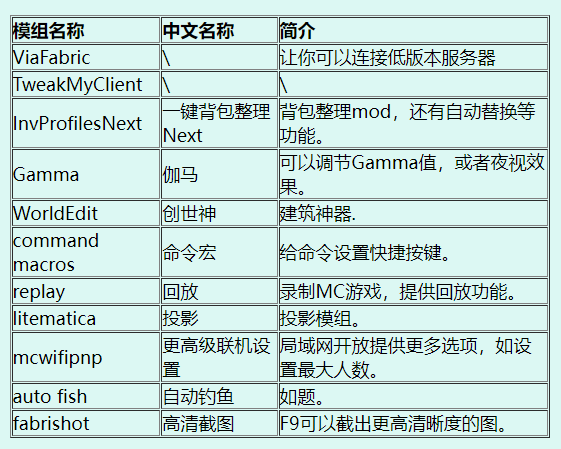 模组名称 中文名称 简介
ViaFabric \ 让你可以连接低版本服务器
TweakMyClient \ \
InvProfilesNext 一键背包整理 背包整理mod，还有自动替换等
Next 功能。
Gamma 伽马 可以调节Gamma值，或者夜视效
果。
WorldEdit 创世神 建筑神器.
command
macros 命令宏 给命令设置快捷按键。
replay 回放 录制MC游戏，提供回放功能。
litematica 投影 投影模组。
mcwifipnp 更高级联机设 局域网开放提供更多选项，如设
置 置最大人数。
auto fish 自动钓鱼 如题。
fabrishot 高清截图 F9可以截出更高清晰度的图。